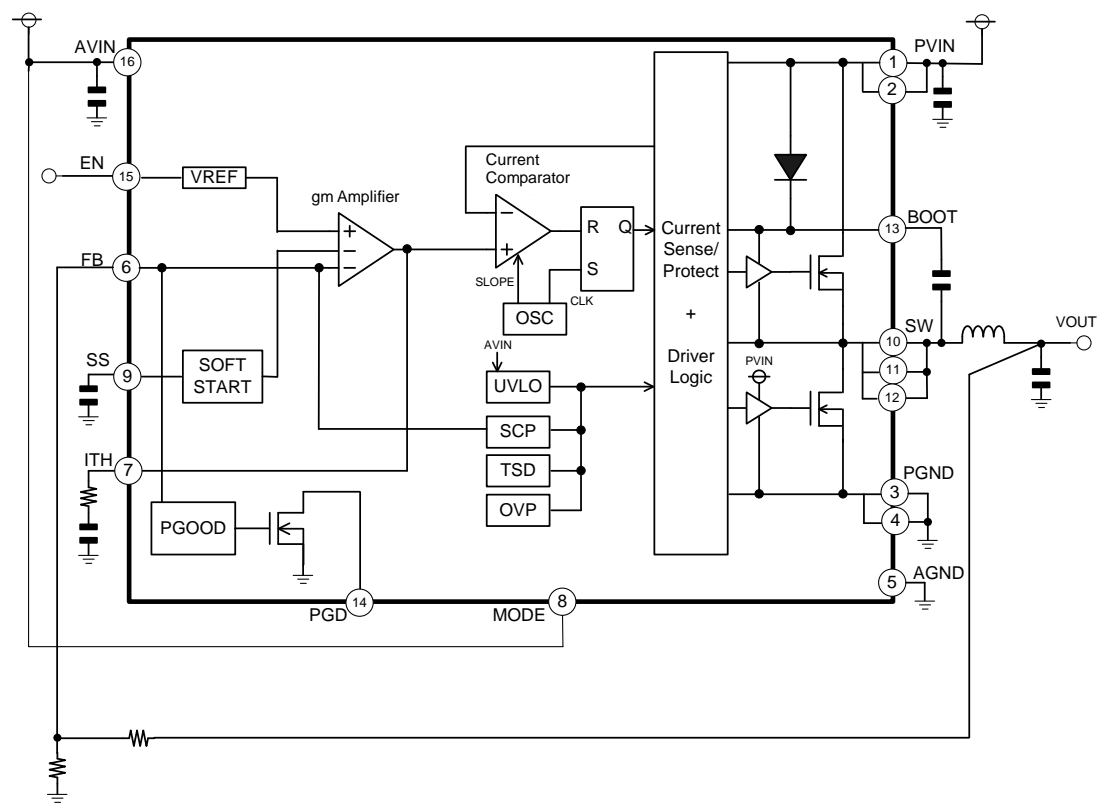 AVIN
16
PVIN
1
2
EN
15
VREF
gm Amplifier
+
−
−
Current
Comparator
−
+
R
Q
S
SLOPE
CLK
OSC
Current
Sense/
Protect
+
Driver
Logic
BOOT
13
FB
6
SS
9
SOFT
START
AVIN
UVLO
SCP
TSD
OVP
PVIN
SW
10
11
12
VOUT
ITH
7
PGOOD
PGND
3
4
5
AGND
PGD
14
MODE
8